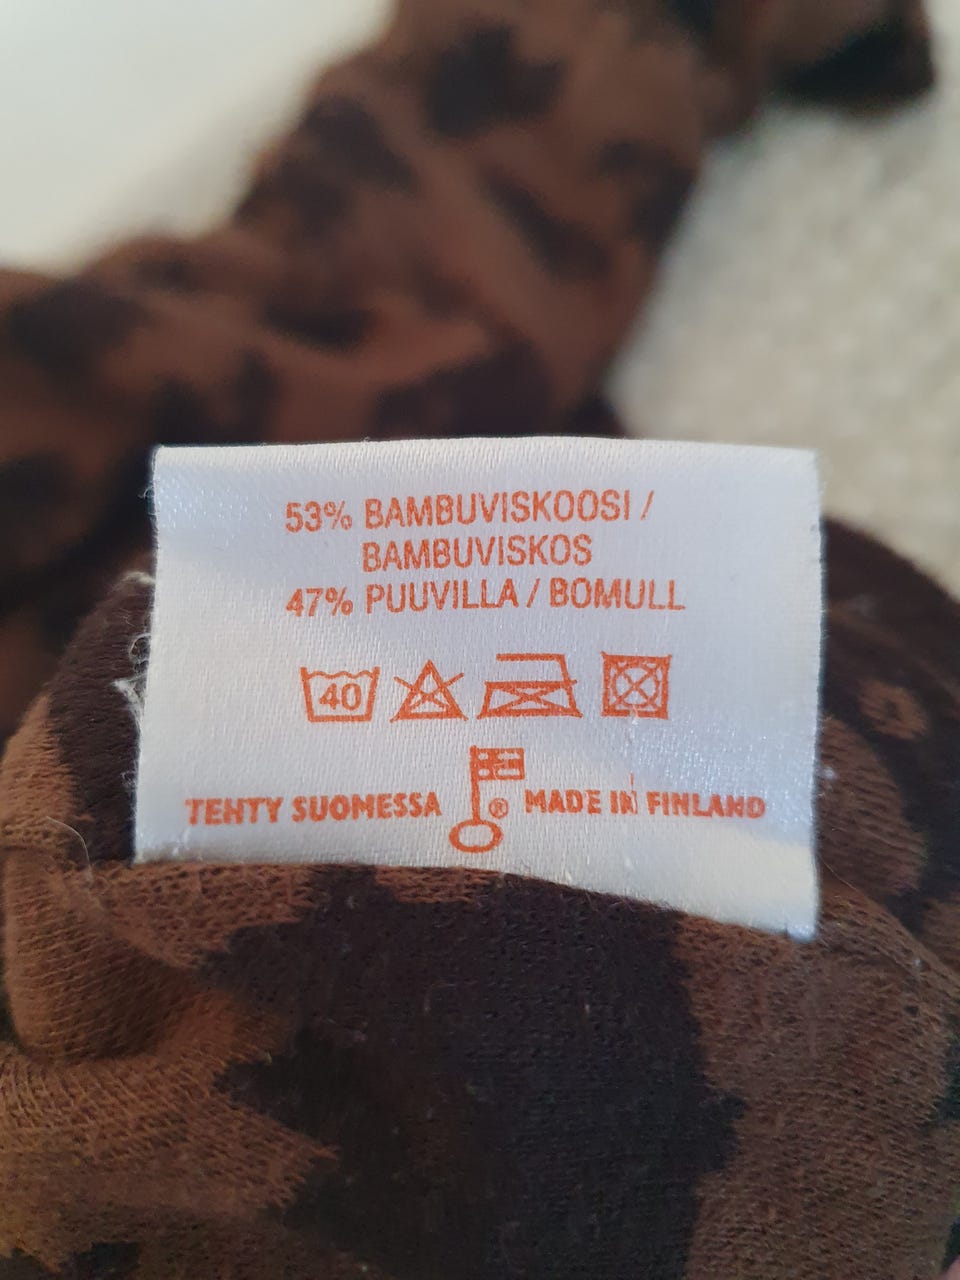 53% BAMBUVISKOOSI /
BAMBUVISKOS
47% PUUVILLA / BOMULL
40
TEHTY SUOMESSA ® MADE IN FINLAND